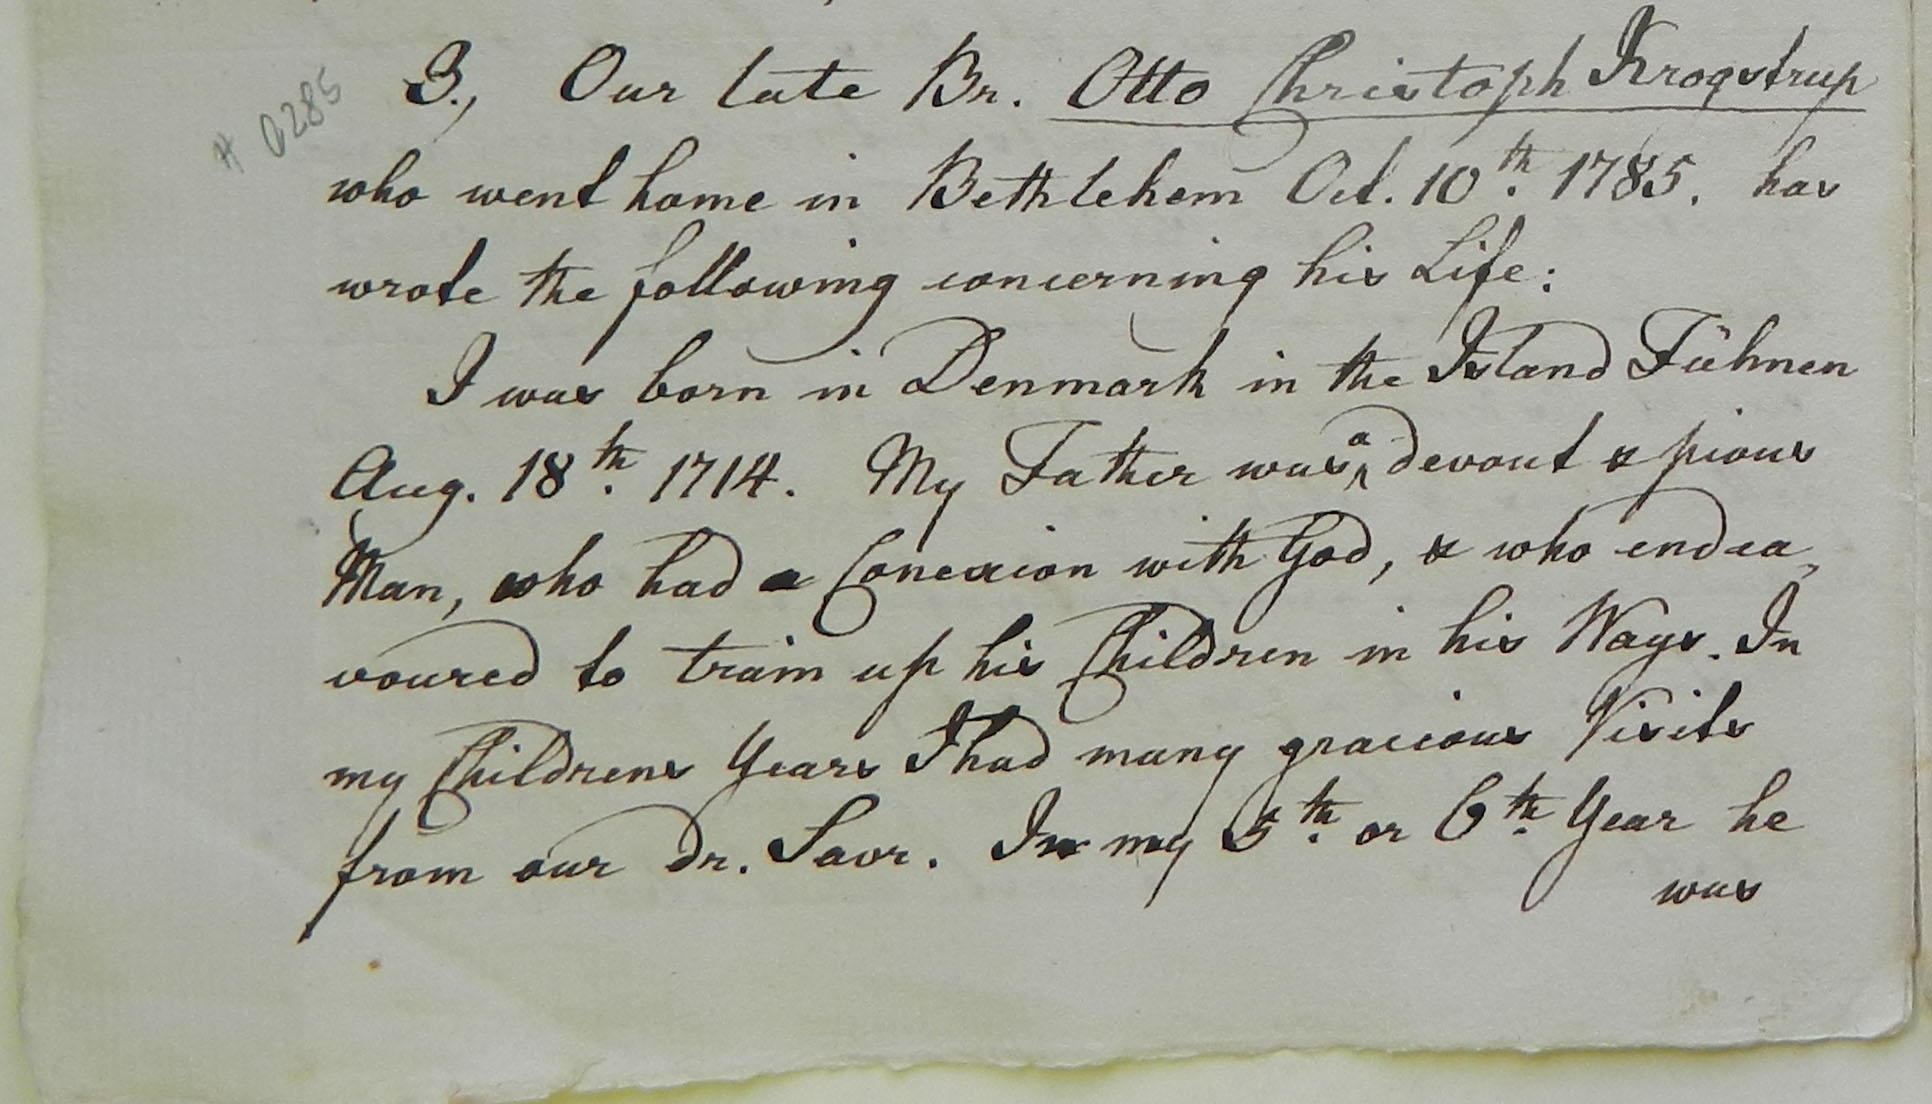 # 0285
3., Our late Br. Otto Christoph Krogstrup
who went home in Bethlehem Oct. 10th. 1785. has
wrote the following concerning his Life:
I was born in Denmark in the Island Fühnen
Aug. 18th. 1714. My Father was a devout & pious
Man, who had a Conexion with God, & who endea,
voured to train up his Children in his Ways. In
my Childrens Years I had many gracious Visits
from our dr. Savr. In my 5th. or 6th. Year he
was